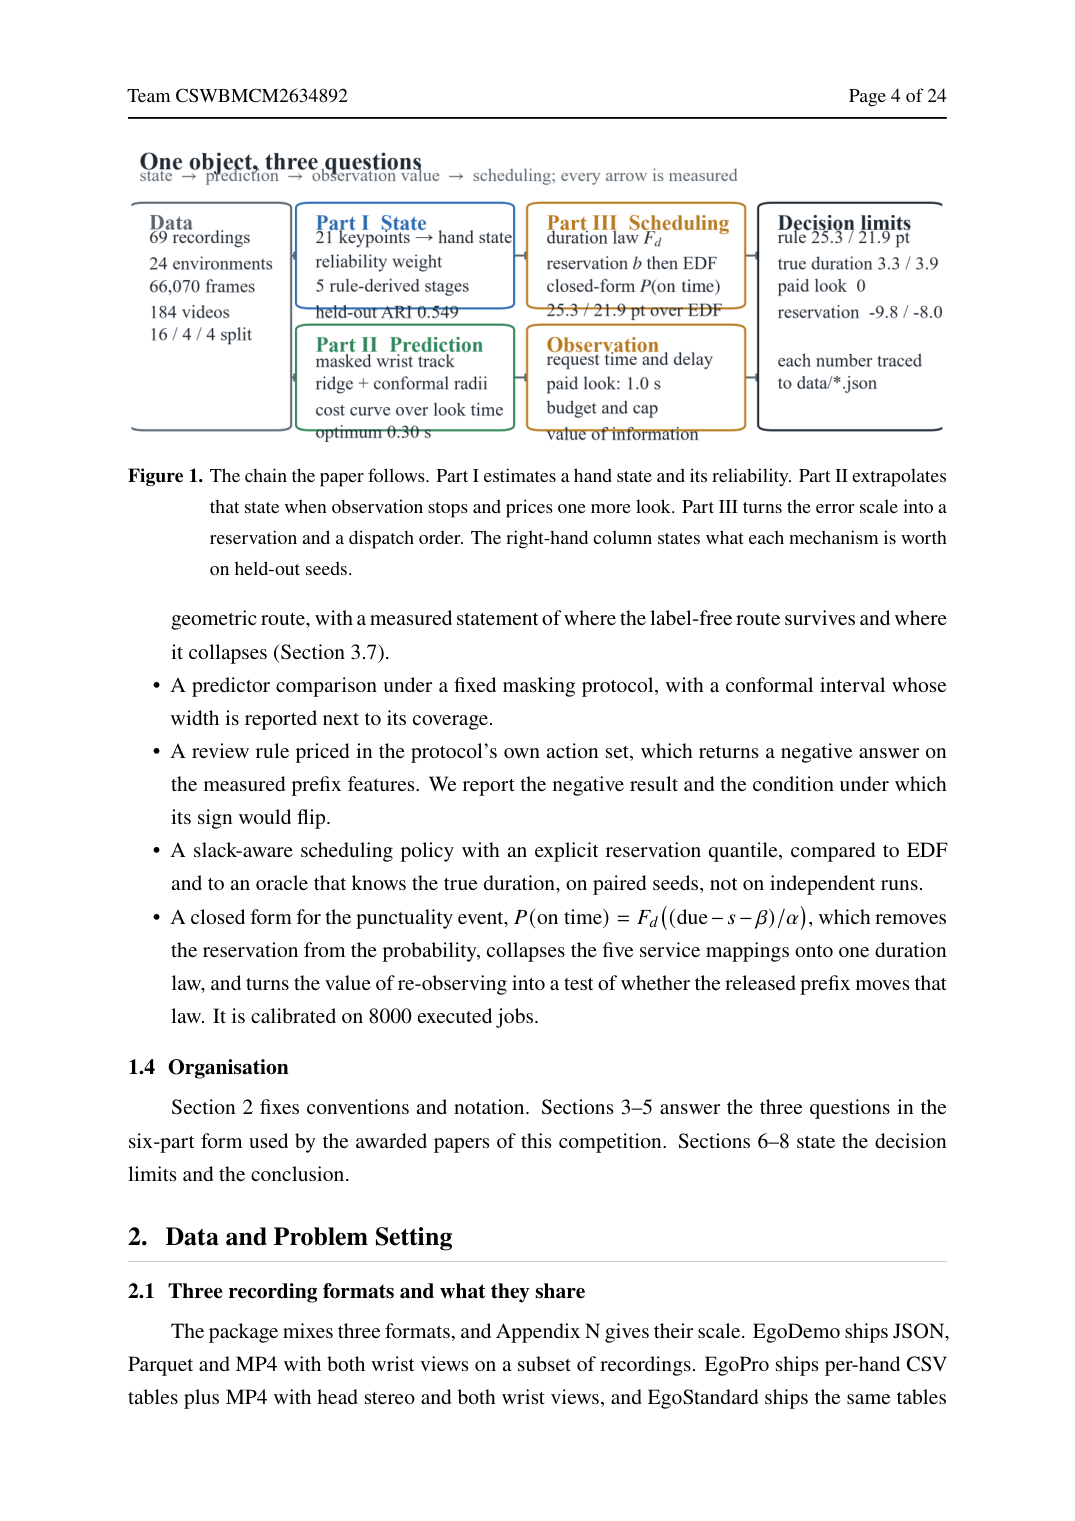 Team CSWBMCM2634892
Page 4 of 24
One object, three questions
state → prediction → observation value → scheduling; every arrow is measured
Data
69 recordings
24 environments
66,070 frames
184 videos
16 / 4 / 4 split
Part I State
21 keypoints → hand state
reliability weight
5 rule-derived stages
held-out ARI 0.549
Part II Prediction
masked wrist track
ridge + conformal radii
cost curve over look time
optimum 0.30 s
Part III Scheduling
duration law F_d
reservation b then EDF
closed-form P(on time)
25.3 / 21.9 pt over EDF
Observation
request time and delay
paid look: 1.0 s
budget and cap
value of information
Decision limits
rule 25.3 / 21.9 pt
true duration 3.3 / 3.9
paid look 0
reservation -9.8 / -8.0
each number traced
to data/*.json
Figure 1. The chain the paper follows. Part I estimates a hand state and its reliability. Part II extrapolates
that state when observation stops and prices one more look. Part III turns the error scale into a
reservation and a dispatch order. The right-hand column states what each mechanism is worth
on held-out seeds.
geometric route, with a measured statement of where the label-free route survives and where
it collapses (Section 3.7).
• A predictor comparison under a fixed masking protocol, with a conformal interval whose
width is reported next to its coverage.
• A review rule priced in the protocol's own action set, which returns a negative answer on
the measured prefix features. We report the negative result and the condition under which
its sign would flip.
• A slack-aware scheduling policy with an explicit reservation quantile, compared to EDF
and to an oracle that knows the true duration, on paired seeds, not on independent runs.
• A closed form for the punctuality event, P(on time) = F_d((due − s − β)/α), which removes
the reservation from the probability, collapses the five service mappings onto one duration
law, and turns the value of re-observing into a test of whether the released prefix moves that
law. It is calibrated on 8000 executed jobs.
1.4 Organisation
Section 2 fixes conventions and notation. Sections 3–5 answer the three questions in the
six-part form used by the awarded papers of this competition. Sections 6–8 state the decision
limits and the conclusion.
2. Data and Problem Setting
2.1 Three recording formats and what they share
The package mixes three formats, and Appendix N gives their scale. EgoDemo ships JSON,
Parquet and MP4 with both wrist views on a subset of recordings. EgoPro ships per-hand CSV
tables plus MP4 with head stereo and both wrist views, and EgoStandard ships the same tables